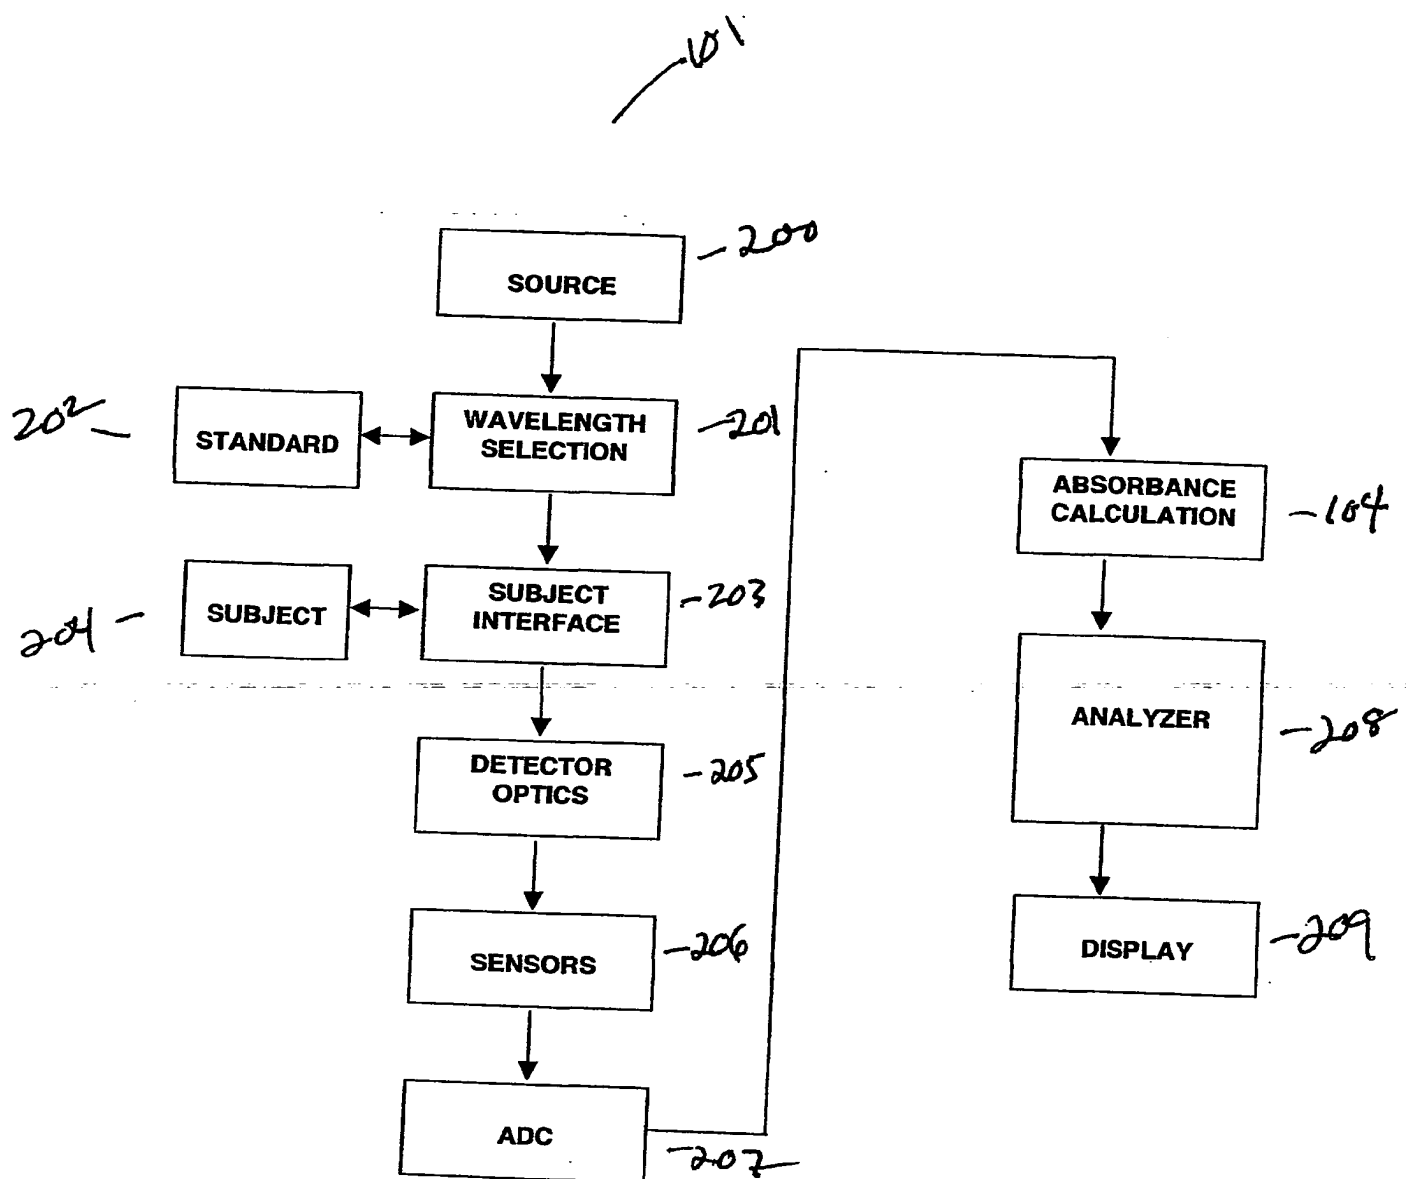 101
SOURCE
200
202
STANDARD
WAVELENGTH
SELECTION
201
204
SUBJECT
SUBJECT
INTERFACE
203
DETECTOR
OPTICS
205
SENSORS
206
ADC
207
ABSORBANCE
CALCULATION
104
ANALYZER
208
DISPLAY
209